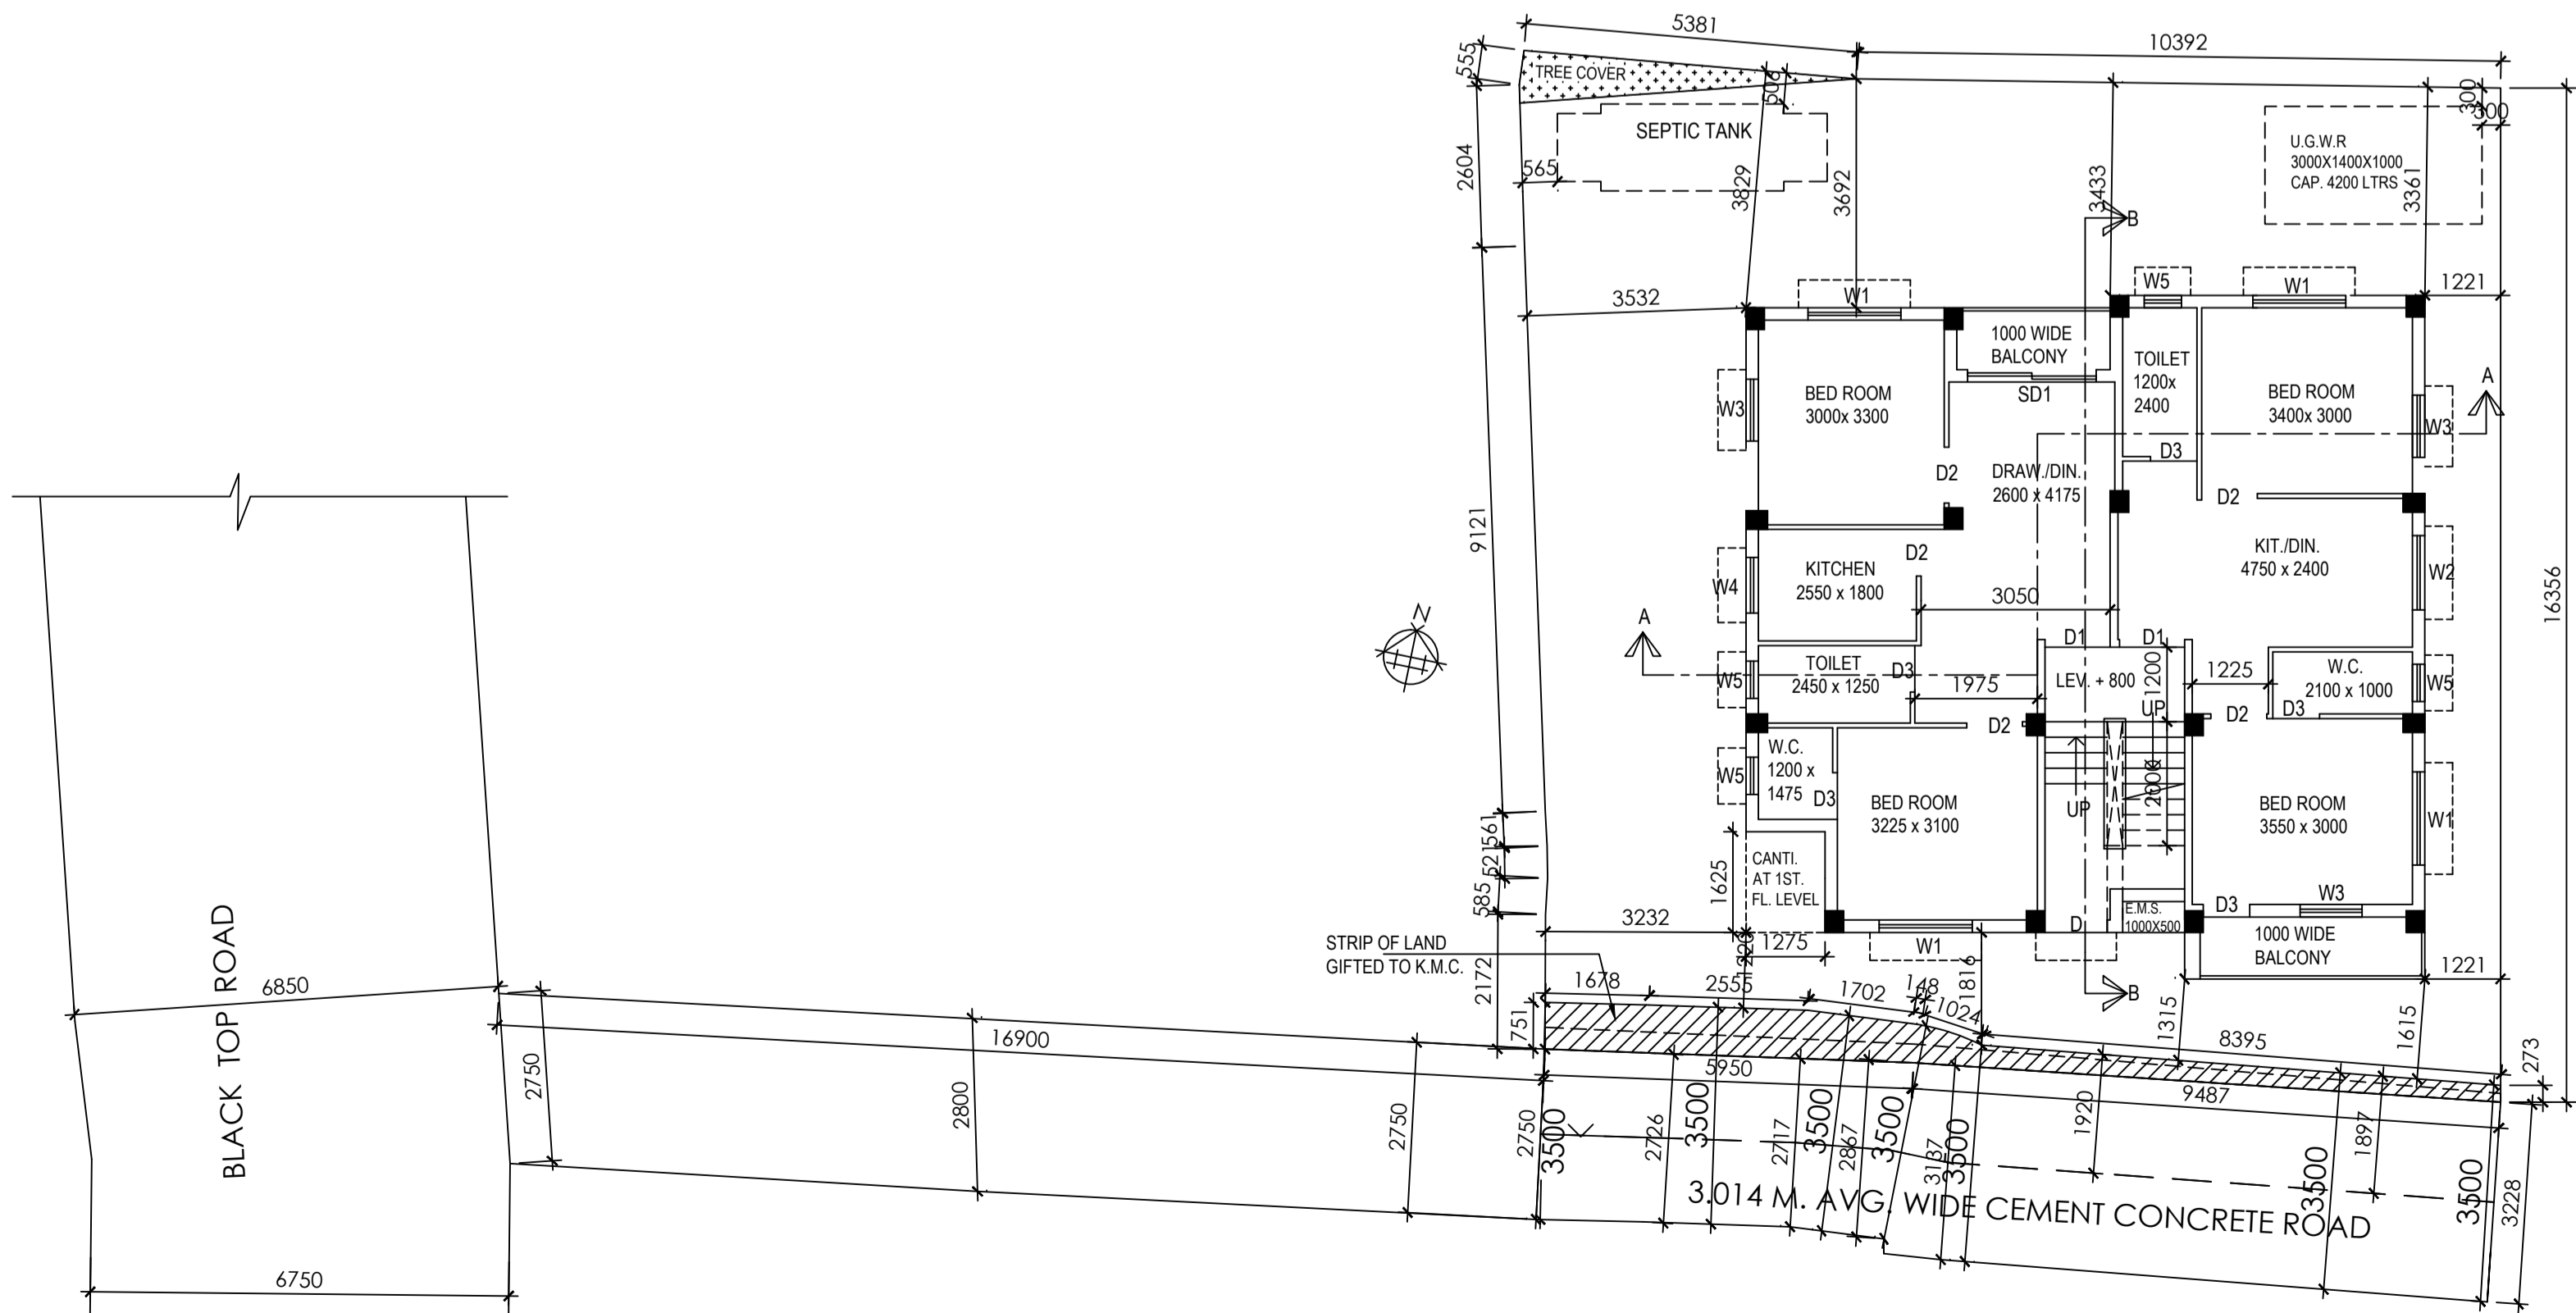 5381
10392
555
TREE COVER
506
300
300
SEPTIC TANK
U.G.W.R
3000X1400X1000
CAP. 4200 LTRS
2604
565
3829
3692
3433
3361
B
3532
W1
W5
W1
1221
1000 WIDE
BALCONY
TOILET
1200x
2400
BED ROOM
3000x 3300
SD1
BED ROOM
3400x 3000
A
W3
W3
D3
D2
DRAW./DIN.
2600 x 4175
D2
9121
D2
KIT./DIN.
4750 x 2400
KITCHEN
2550 x 1800
W4
W2
16356
N
3050
A
D1
D1
TOILET
2450 x 1250
D3
W5
1975
LEV. + 800
1200
1225
W.C.
2100 x 1000
W5
UP
D2
D3
D2
W.C.
1200 x
1475
W5
D3
2000
UP
BED ROOM
3225 x 3100
BED ROOM
3550 x 3000
W1
561
521
585
1625
CANTI.
AT 1ST.
FL. LEVEL
D3
W3
3232
D
E.M.S.
1000X500
BLACK TOP ROAD
STRIP OF LAND
GIFTED TO K.M.C.
1220
1275
W1
1000 WIDE
BALCONY
1221
6850
2172
1678
2555
1702
148
1024
1816
B
1315
1615
751
8395
273
16900
2750
2800
2750
5950
9487
2750
3500
2726
3500
2717
3500
2867
3500
3137
3500
1920
3500
1897
3500
3228
3.014 M. AVG. WIDE CEMENT CONCRETE ROAD
6750